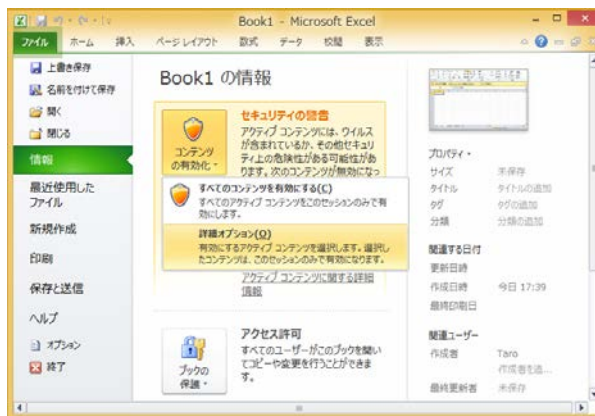 Book1 - Microsoft Excel
ファイル ホーム 挿入 ページ レイアウト 数式 データ 校閲 表示
上書き保存
名前を付けて保存
開く
閉じる
情報
最近使用した
ファイル
新規作成
印刷
保存と送信
ヘルプ
オプション
終了
Book1 の情報
コンテンツ
の有効化
セキュリティの警告
アクティブ コンテンツには、ウイルス
が含まれているか、その他セキュリ
ティ上の危険性がある可能性があ
ります。次のコンテンツが無効になっ
すべてのコンテンツを有効にする(C)
すべてのアクティブ コンテンツをこのセッションのみで有
効にします。
詳細オプション(O)
有効にするアクティブ コンテンツを選択します。選択し
たコンテンツは、このセッションのみで有効になります。
アクティブ コンテンツに関する詳細
情報
ブックの
保護
アクセス許可
すべてのユーザーがこのブックを開い
てコピーや変更を行うことができま
す。
プロパティ
サイズ 未保存
タイトル タイトルの追加
タグ タグの追加
分類 分類の追加
関連する日付
更新日時
作成日時 今日 17:39
最終印刷日
関連ユーザー
作成者 Taro
作成者を追...
最終更新者 未保存